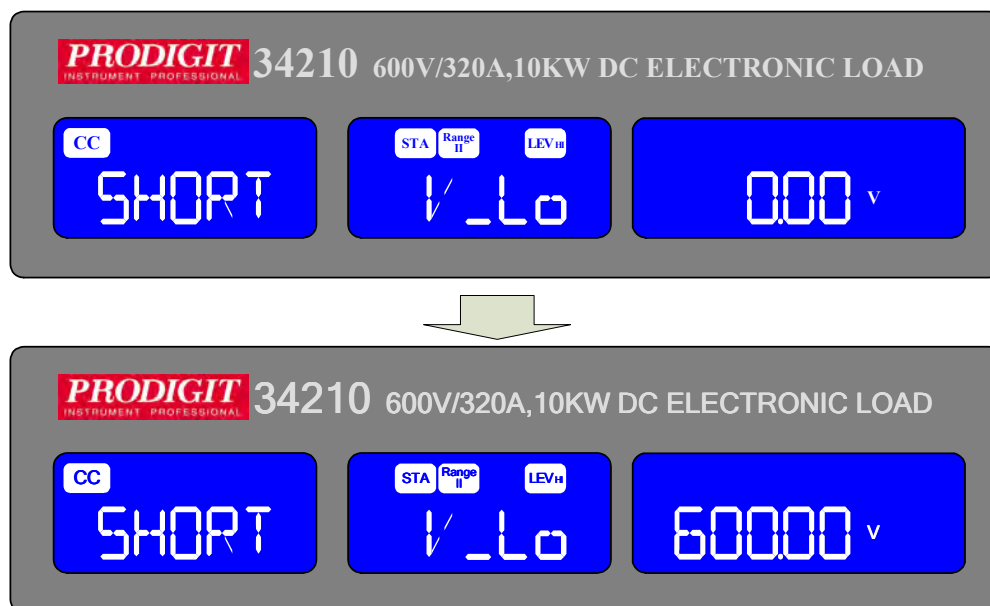 PRODIGIT 34210 600V/320A,10KW DC ELECTRONIC LOAD
INSTRUMENT PROFESSIONAL
CC STA Range II LEV HI
SHORT V_Lo 0.00 V
PRODIGIT 34210 600V/320A,10KW DC ELECTRONIC LOAD
INSTRUMENT PROFESSIONAL
CC STA Range II LEV HI
SHORT V_Lo 600.00 V